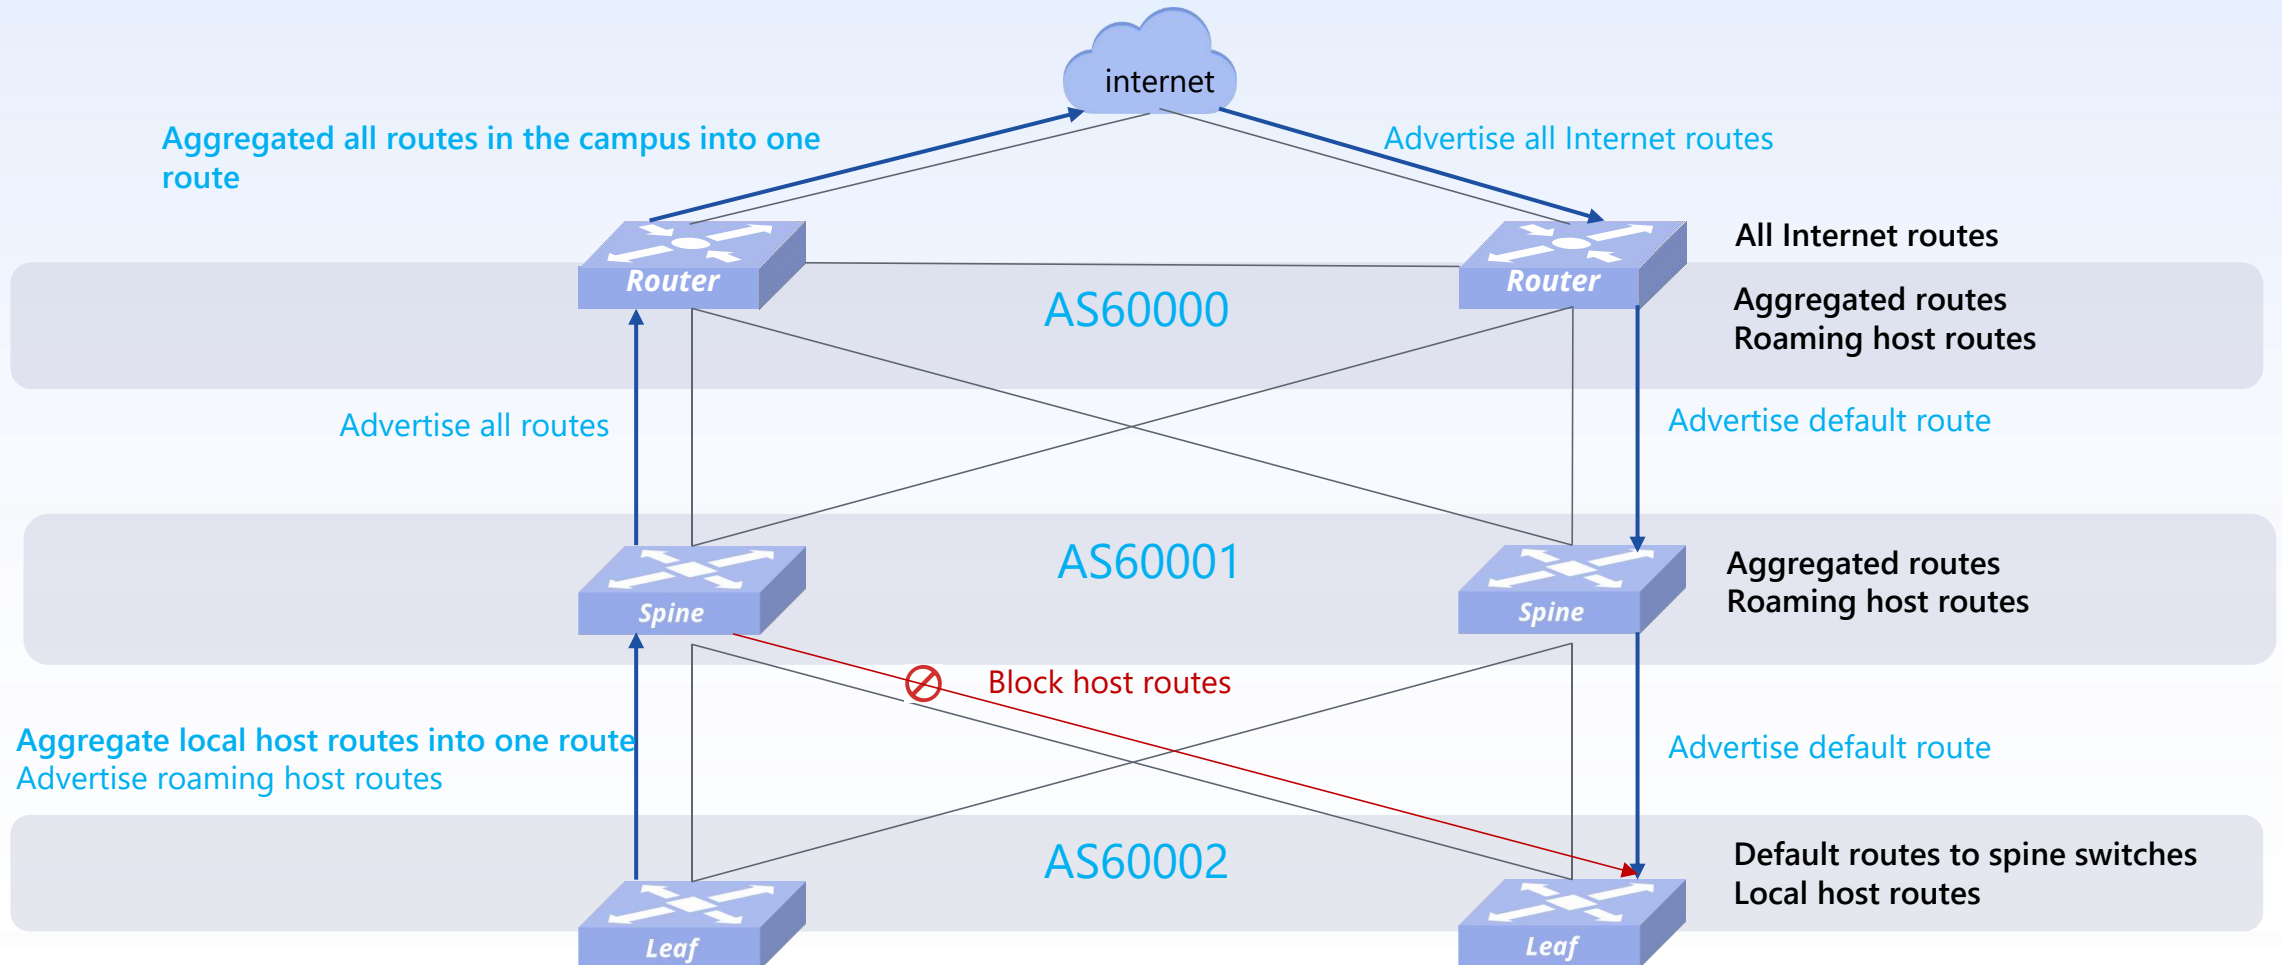 internet
Aggregated all routes in the campus into one
route
Advertise all Internet routes
All Internet routes
Router
Router
AS60000
Aggregated routes
Roaming host routes
Advertise all routes
Advertise default route
AS60001
Spine
Spine
Aggregated routes
Roaming host routes
Block host routes
Aggregate local host routes into one route
Advertise roaming host routes
Advertise default route
AS60002
Default routes to spine switches
Local host routes
Leaf
Leaf